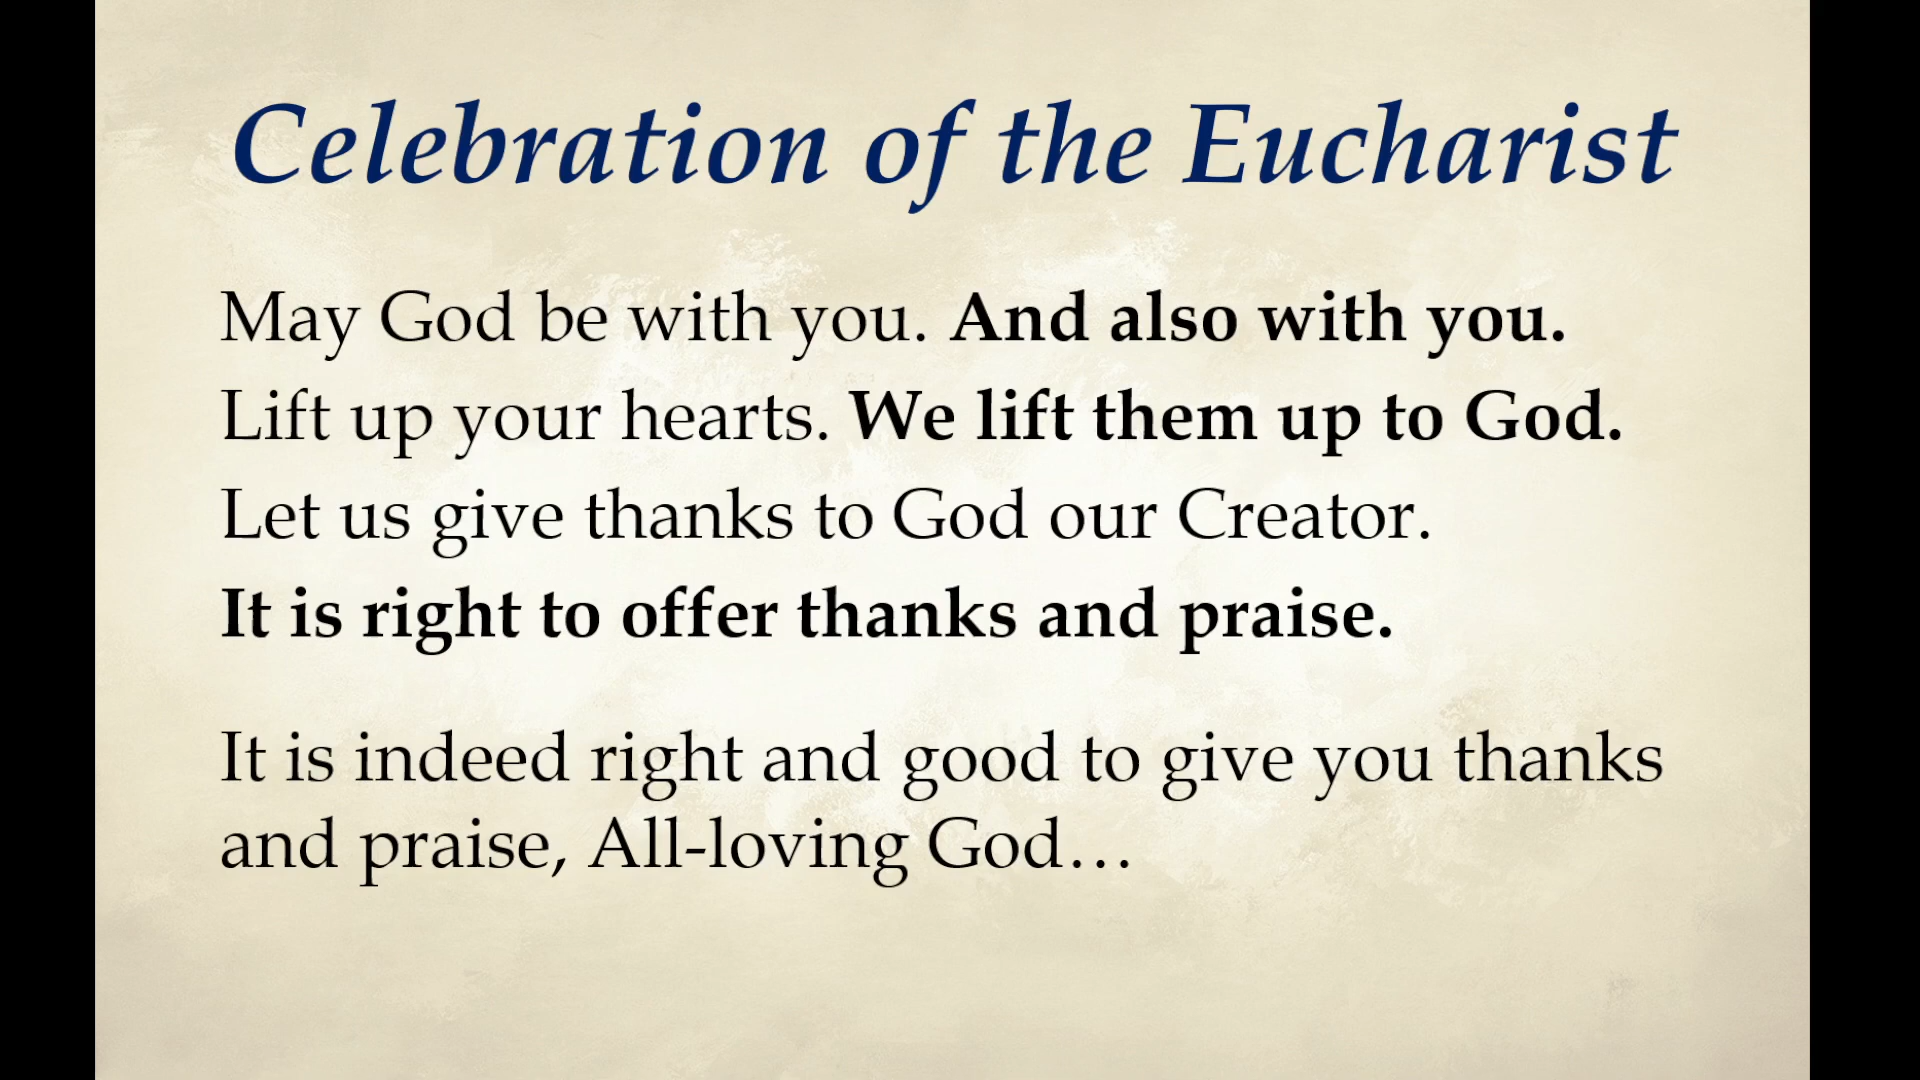 Celebration of the Eucharist
May God be with you. And also with you.
Lift up your hearts. We lift them up to God.
Let us give thanks to God our Creator.
It is right to offer thanks and praise.
It is indeed right and good to give you thanks
and praise, All-loving God…